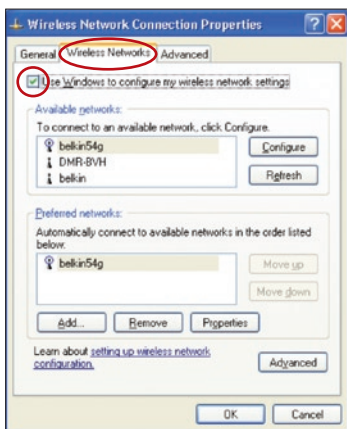 Wireless Network Connection Properties
General Wireless Networks Advanced
Use Windows to configure my wireless network settings
Available networks:
To connect to an available network, click Configure.
belkin54g
Configure
DMR-BVH
belkin
Refresh
Preferred networks:
Automatically connect to available networks in the order listed
below:
belkin54g
Move up
Move down
Add... Remove Properties
Learn about setting up wireless network
configuration.
Advanced
OK Cancel